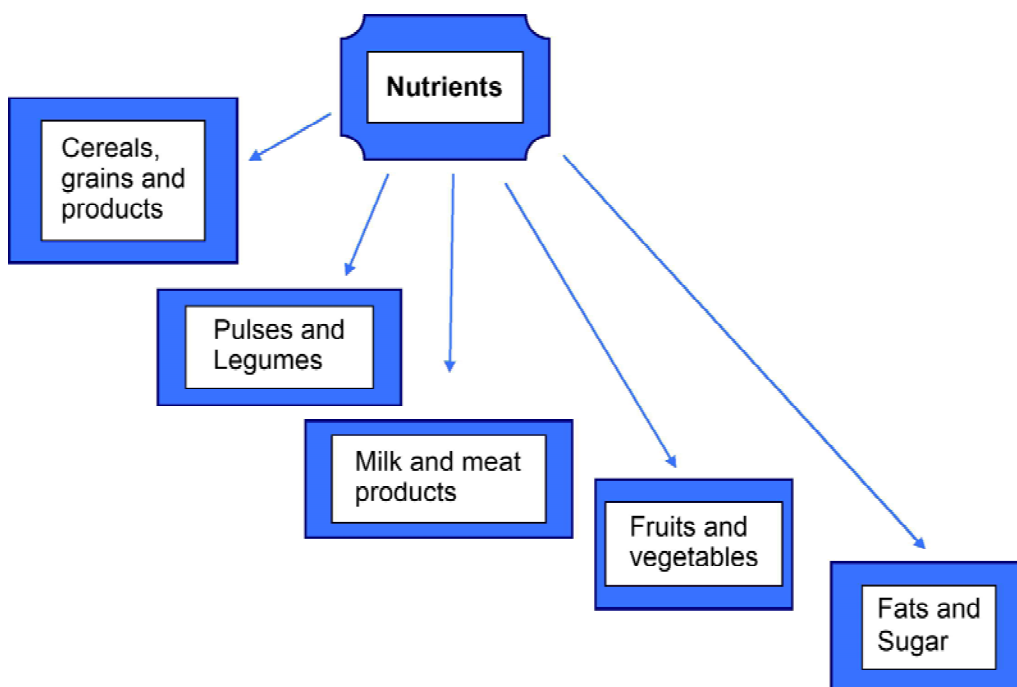 Nutrients
Cereals,
grains and
products
Pulses and
Legumes
Milk and meat
products
Fruits and
vegetables
Fats and
Sugar